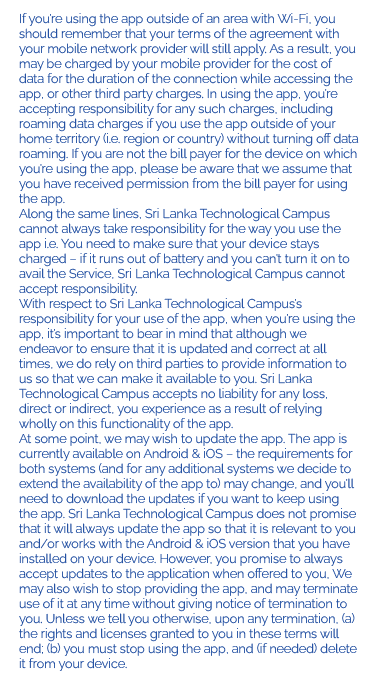 If you're using the app outside of an area with Wi-Fi, you
should remember that your terms of the agreement with
your mobile network provider will still apply. As a result, you
may be charged by your mobile provider for the cost of
data for the duration of the connection while accessing the
app, or other third party charges. In using the app, you're
accepting responsibility for any such charges, including
roaming data charges if you use the app outside of your
home territory (i.e. region or country) without turning off data
roaming. If you are not the bill payer for the device on which
you're using the app, please be aware that we assume that
you have received permission from the bill payer for using
the app.
Along the same lines, Sri Lanka Technological Campus
cannot always take responsibility for the way you use the
app i.e. You need to make sure that your device stays
charged – if it runs out of battery and you can't turn it on to
avail the Service, Sri Lanka Technological Campus cannot
accept responsibility.
With respect to Sri Lanka Technological Campus's
responsibility for your use of the app, when you're using the
app, it's important to bear in mind that although we
endeavor to ensure that it is updated and correct at all
times, we do rely on third parties to provide information to
us so that we can make it available to you. Sri Lanka
Technological Campus accepts no liability for any loss,
direct or indirect, you experience as a result of relying
wholly on this functionality of the app.
At some point, we may wish to update the app. The app is
currently available on Android & iOS – the requirements for
both systems (and for any additional systems we decide to
extend the availability of the app to) may change, and you'll
need to download the updates if you want to keep using
the app. Sri Lanka Technological Campus does not promise
that it will always update the app so that it is relevant to you
and/or works with the Android & iOS version that you have
installed on your device. However, you promise to always
accept updates to the application when offered to you, We
may also wish to stop providing the app, and may terminate
use of it at any time without giving notice of termination to
you. Unless we tell you otherwise, upon any termination, (a)
the rights and licenses granted to you in these terms will
end; (b) you must stop using the app, and (if needed) delete
it from your device.